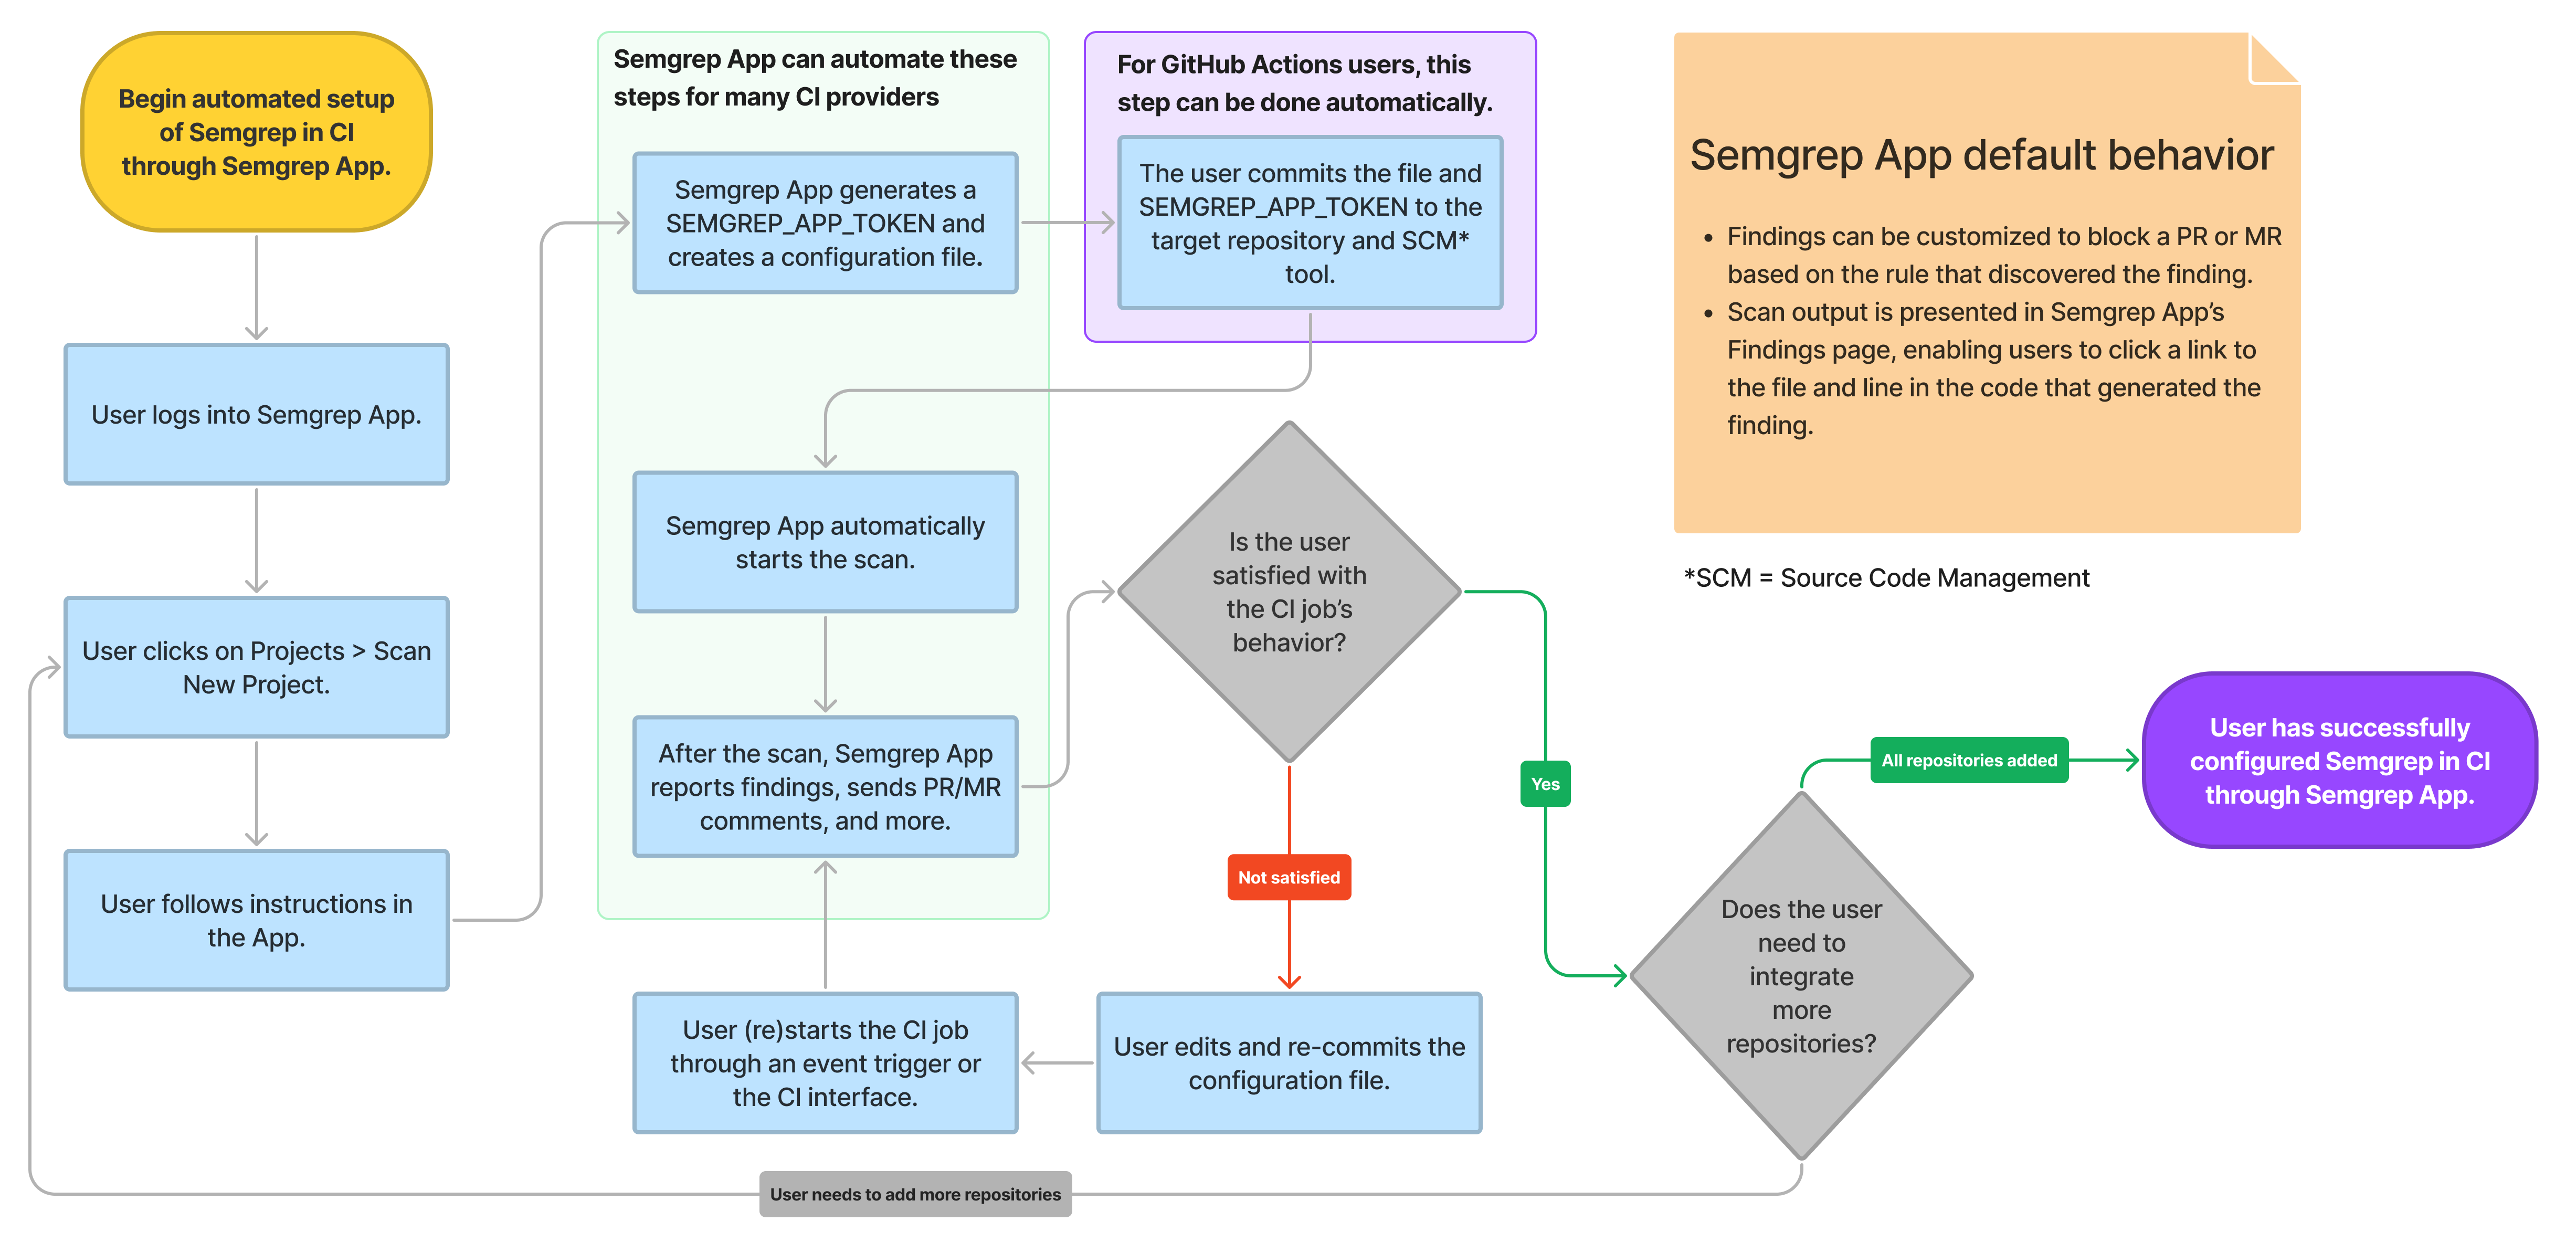 Begin automated setup
of Semgrep in CI
through Semgrep App.
User logs into Semgrep App.
User clicks on Projects > Scan
New Project.
User follows instructions in
the App.
Semgrep App can automate these
steps for many CI providers
Semgrep App generates a
SEMGREP_APP_TOKEN and
creates a configuration file.
For GitHub Actions users, this
step can be done automatically.
The user commits the file and
SEMGREP_APP_TOKEN to the
target repository and SCM*
tool.
Semgrep App automatically
starts the scan.
After the scan, Semgrep App
reports findings, sends PR/MR
comments, and more.
Is the user
satisfied with
the CI job’s
behavior?
Not satisfied
User edits and re-commits the
configuration file.
User (re)starts the CI job
through an event trigger or
the CI interface.
Yes
Does the user
need to
integrate
more
repositories?
User needs to add more repositories
All repositories added
User has successfully
configured Semgrep in CI
through Semgrep App.
Semgrep App default behavior
• Findings can be customized to block a PR or MR
based on the rule that discovered the finding.
• Scan output is presented in Semgrep App’s
Findings page, enabling users to click a link to
the file and line in the code that generated the
finding.
*SCM = Source Code Management